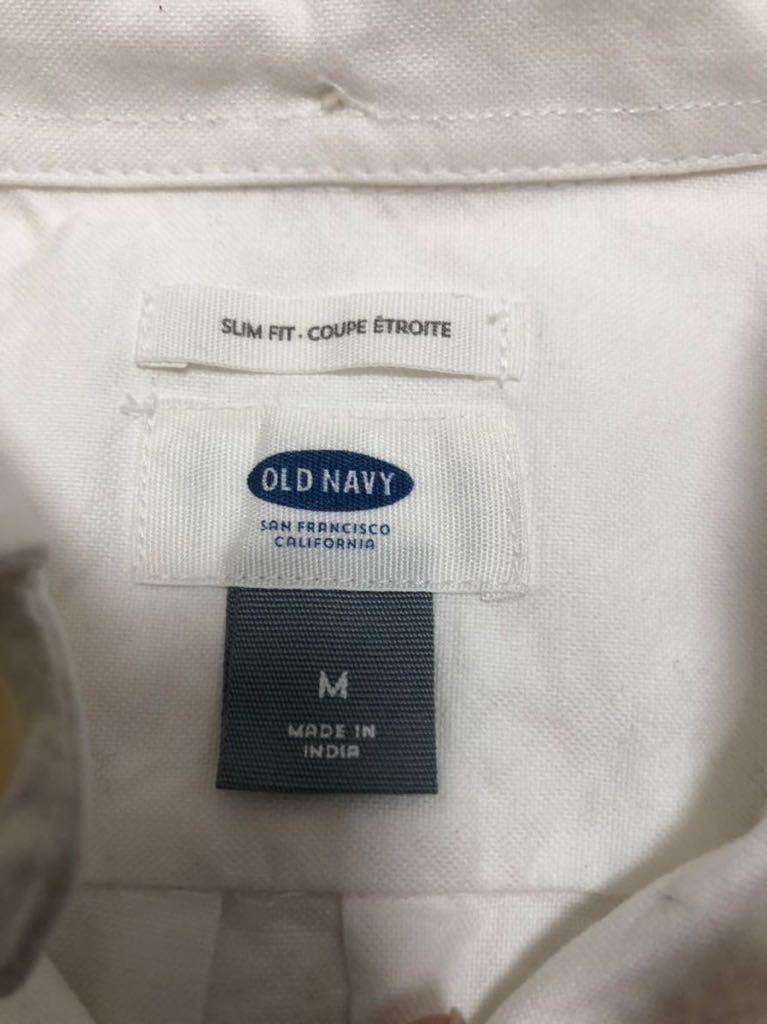 SLIM FIT · COUPE ÉTROITE
OLD NAVY
SAN FRANCISCO
CALIFORNIA
M
MADE IN
INDIA